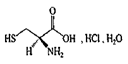 O
HS
OH , HCl , H₂O
H NH₂